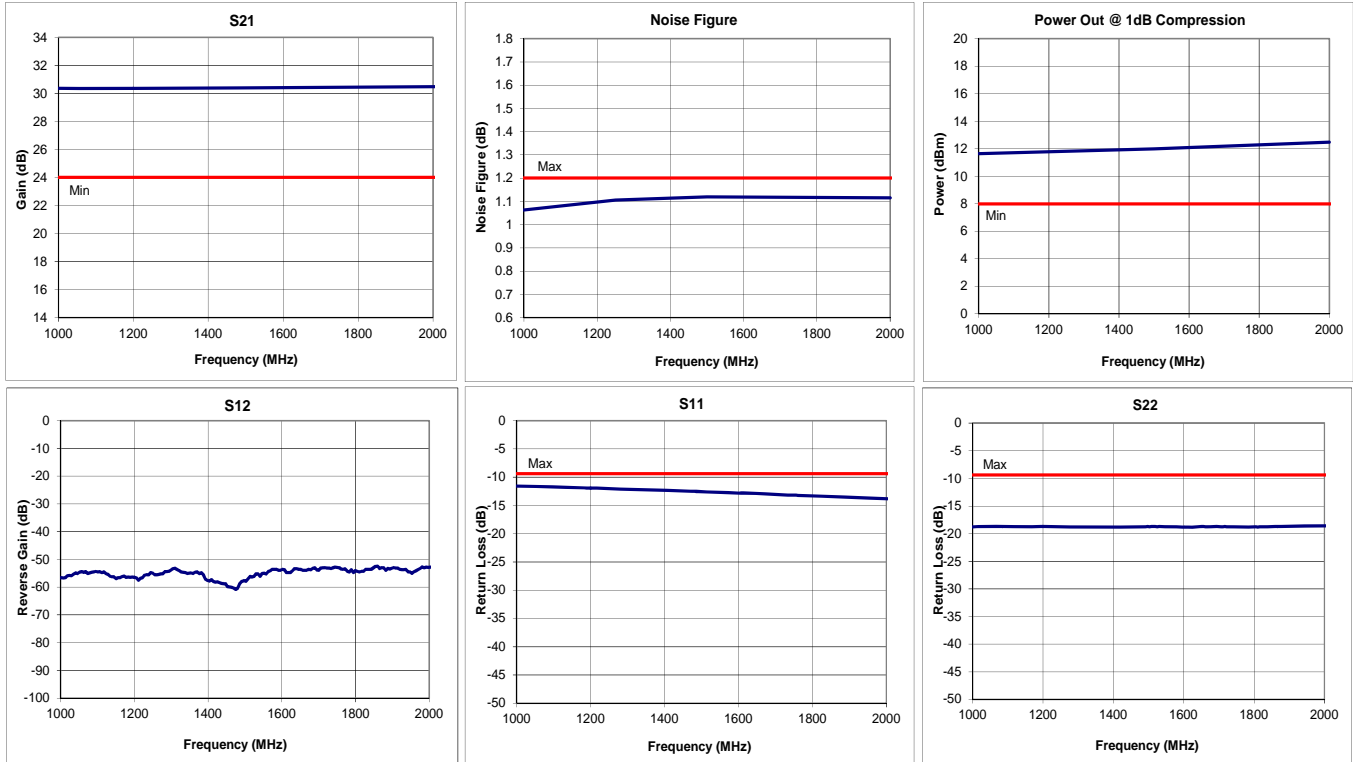 S21
34
32
30
28
26
24
22
20
18
16
14
Gain (dB)
Min
1000 1200 1400 1600 1800 2000
Frequency (MHz)
Noise Figure
1.8
1.7
1.6
1.5
1.4
1.3
1.2
1.1
1
0.9
0.8
0.7
0.6
Noise Figure (dB)
Max
1000 1200 1400 1600 1800 2000
Frequency (MHz)
Power Out @ 1dB Compression
20
18
16
14
12
10
8
6
4
2
0
Power (dBm)
Min
1000 1200 1400 1600 1800 2000
Frequency (MHz)
S12
0
-10
-20
-30
-40
-50
-60
-70
-80
-90
-100
Reverse Gain (dB)
1000 1200 1400 1600 1800 2000
Frequency (MHz)
S11
0
-5
-10
-15
-20
-25
-30
-35
-40
-45
-50
Return Loss (dB)
Max
1000 1200 1400 1600 1800 2000
Frequency (MHz)
S22
0
-5
-10
-15
-20
-25
-30
-35
-40
-45
-50
Return Loss (dB)
Max
1000 1200 1400 1600 1800 2000
Frequency (MHz)